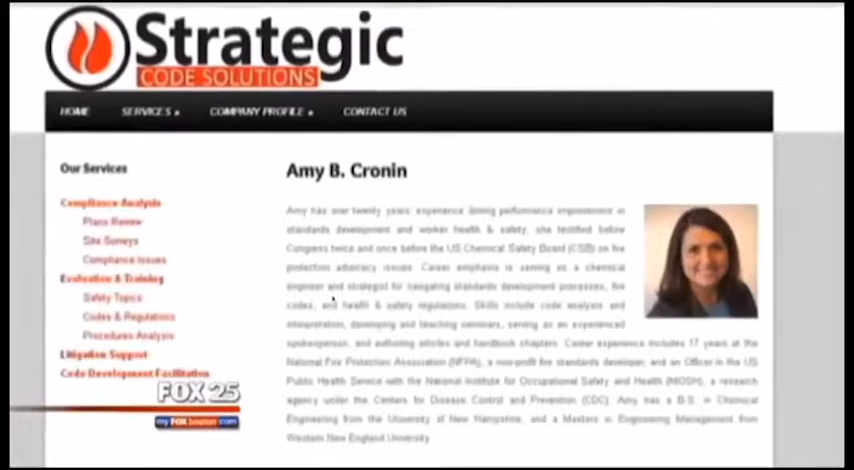 Strategic
CODE SOLUTIONS
HOME SERVICES » COMPANY PROFILE » CONTACT US
Our Services
Compliance Analysis
Plans Review
Site Surveys
Compliance Issues
Evaluation & Training
Safety Topics
Codes & Regulations
Procedures Analysis
Litigation Support
Code Development Facilitation
Amy B. Cronin
Amy has over twenty years' experience driving performance improvement in
standards development and worker health & safety, she testified before
Congress twice and once before the US Chemical Safety Board (CSB) on fire
protection advocacy issues. Career emphasis is serving as a chemical
engineer and strategist for navigating standards development processes, fire
codes, and health & safety regulations. Skills include code analysis and
interpretation, developing and teaching seminars, serving as an experienced
spokesperson, and authoring articles and handbook chapters. Career experience includes 17 years at the
National Fire Protection Association (NFPA), a non-profit fire standards developer, and an Officer in the US
Public Health Service with the National Institute for Occupational Safety and Health (NIOSH), a research
agency under the Centers for Disease Control and Prevention (CDC). Amy has a B.S. in Chemical
Engineering from the University of New Hampshire, and a Masters in Engineering Management from
Western New England University.
FOX 25
myFOXboston.com